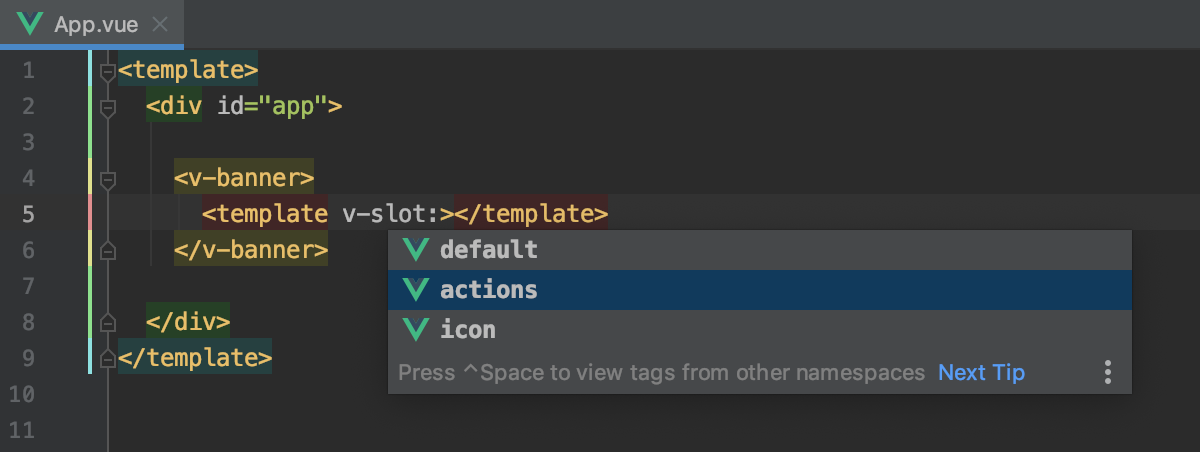 App.vue
1 <template>
2 <div id="app">
3
4 <v-banner>
5 <template v-slot:></template>
6 </v-banner>
7
8 </div>
9 </template>
10
11
default
actions
icon
Press ^Space to view tags from other namespaces Next Tip